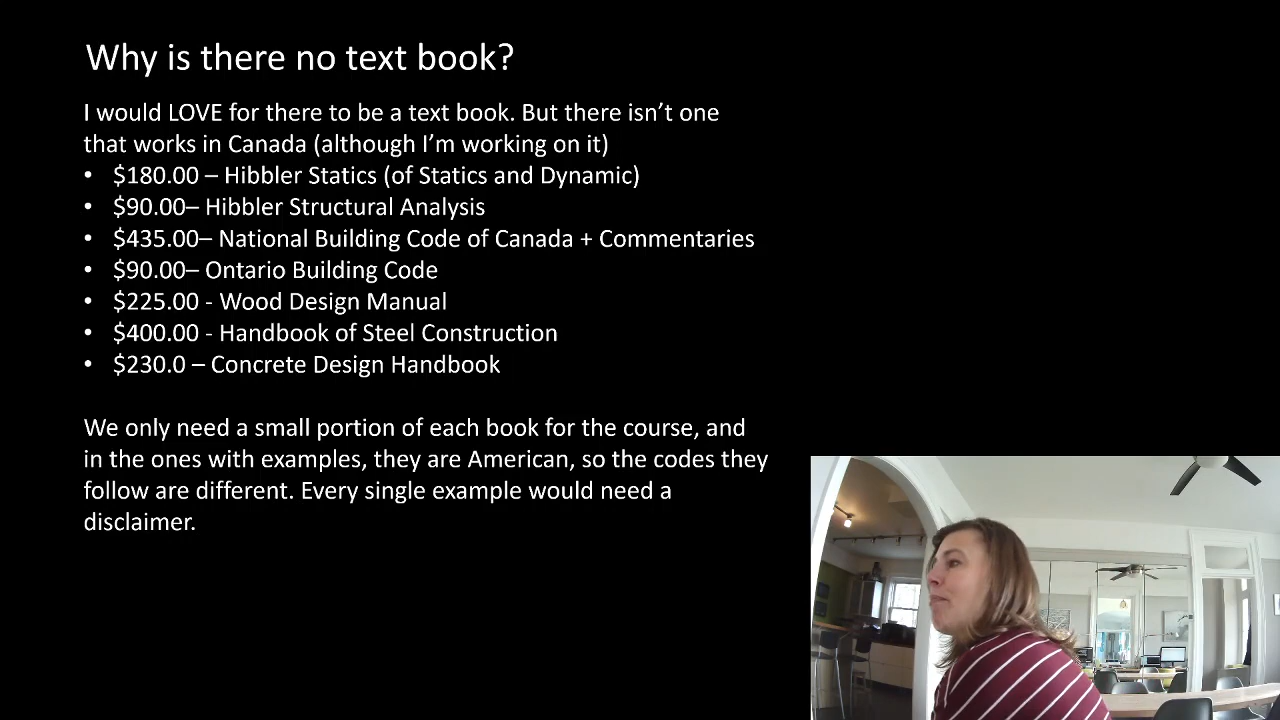 Why is there no text book?
I would LOVE for there to be a text book. But there isn’t one
that works in Canada (although I’m working on it)
• $180.00 – Hibbler Statics (of Statics and Dynamic)
• $90.00– Hibbler Structural Analysis
• $435.00– National Building Code of Canada + Commentaries
• $90.00– Ontario Building Code
• $225.00 - Wood Design Manual
• $400.00 - Handbook of Steel Construction
• $230.0 – Concrete Design Handbook
We only need a small portion of each book for the course, and
in the ones with examples, they are American, so the codes they
follow are different. Every single example would need a
disclaimer.